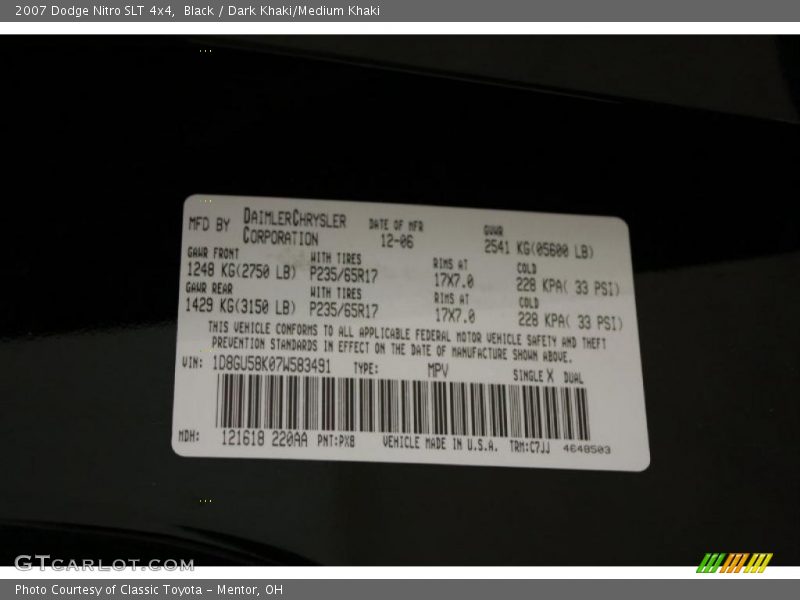 2007 Dodge Nitro SLT 4x4, Black / Dark Khaki/Medium Khaki
MFD BY DAIMLERCHRYSLER CORPORATION DATE OF MFR 12-06 GVWR 2541 KG(05600 LB)
GAWR FRONT WITH TIRES RIMS AT COLD
1248 KG(2750 LB) P235/65R17 17X7.0 228 KPA( 33 PSI)
GAWR REAR WITH TIRES RIMS AT COLD
1429 KG(3150 LB) P235/65R17 17X7.0 228 KPA( 33 PSI)
THIS VEHICLE CONFORMS TO ALL APPLICABLE FEDERAL MOTOR VEHICLE SAFETY AND THEFT
PREVENTION STANDARDS IN EFFECT ON THE DATE OF MANUFACTURE SHOWN ABOVE.
VIN: 1D8GU58K07W583491 TYPE: MPV SINGLE X DUAL
MDH: 121618 220AA PNT:PX8 VEHICLE MADE IN U.S.A. TRM:C7JJ 4648503
GTCARLOT.COM
Photo Courtesy of Classic Toyota - Mentor, OH